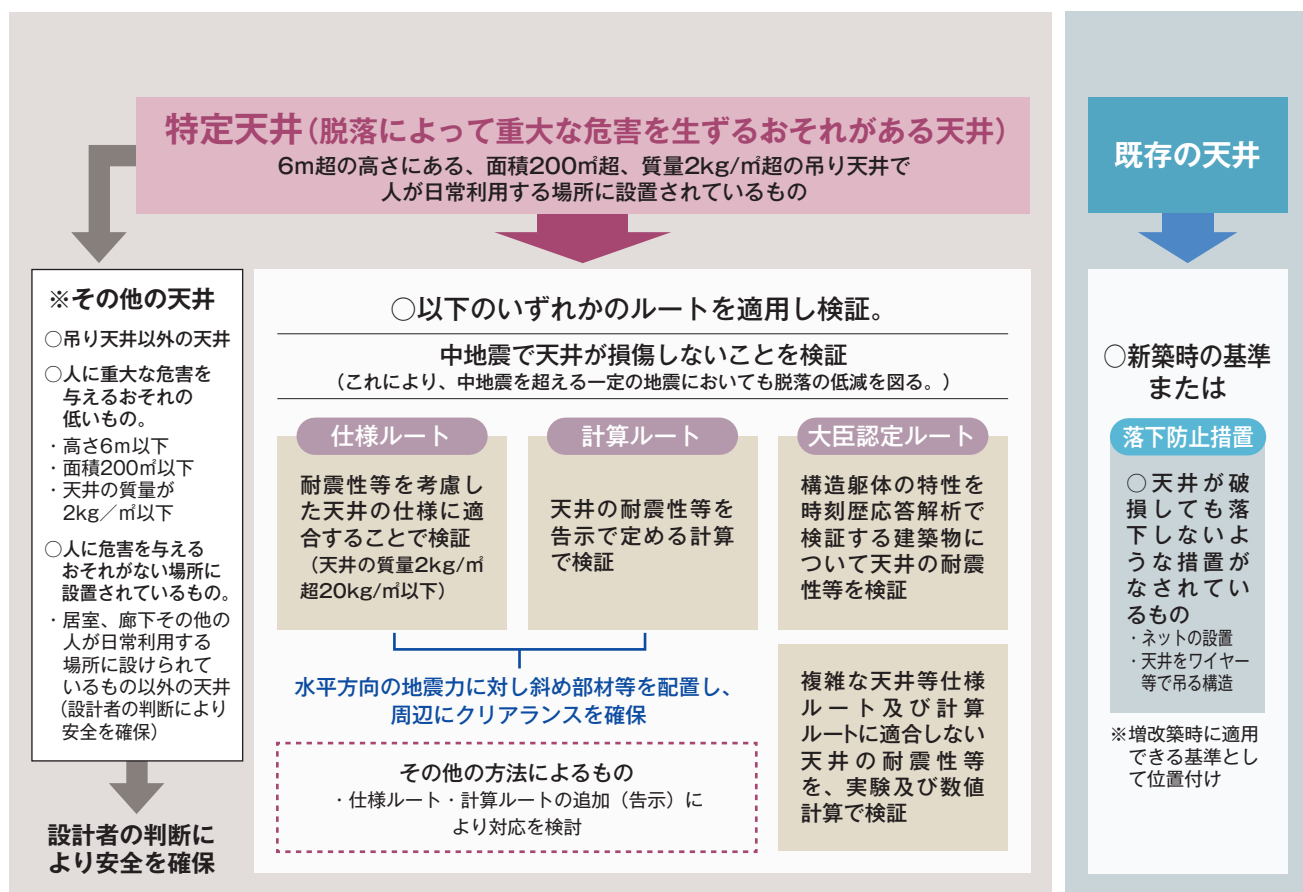 特定天井(脱落によって重大な危害を生ずるおそれがある天井)
6m超の高さにある、面積200㎡超、質量2kg/㎡超の吊り天井で
人が日常利用する場所に設置されているもの
※その他の天井
○吊り天井以外の天井
○人に重大な危害を
与えるおそれの
低いもの。
・高さ6m以下
・面積200㎡以下
・天井の質量が
2kg/㎡以下
○人に危害を与える
おそれがない場所に
設置されているもの。
・居室、廊下その他の
人が日常利用する
場所に設けられて
いるもの以外の天井
(設計者の判断により
安全を確保)
設計者の判断に
より安全を確保
○以下のいずれかのルートを適用し検証。
中地震で天井が損傷しないことを検証
(これにより、中地震を超える一定の地震においても脱落の低減を図る。)
仕様ルート
耐震性等を考慮し
た天井の仕様に適
合することで検証
(天井の質量2kg/㎡
超20kg/㎡以下)
計算ルート
天井の耐震性等を
告示で定める計算
で検証
水平方向の地震力に対し斜め部材等を配置し、
周辺にクリアランスを確保
その他の方法によるもの
・仕様ルート・計算ルートの追加(告示)に
より対応を検討
大臣認定ルート
構造躯体の特性を
時刻歴応答解析で
検証する建築物に
ついて天井の耐震
性等を検証
複雑な天井等仕様
ルート及び計算
ルートに適合しない
天井の耐震性等
を、実験及び数値
計算で検証
既存の天井
○新築時の基準
または
落下防止措置
○天井が破
損しても落
下しないよ
うな措置が
なされてい
るもの
・ネットの設置
・天井をワイヤー
等で吊る構造
※増改築時に適用
できる基準とし
て位置付け